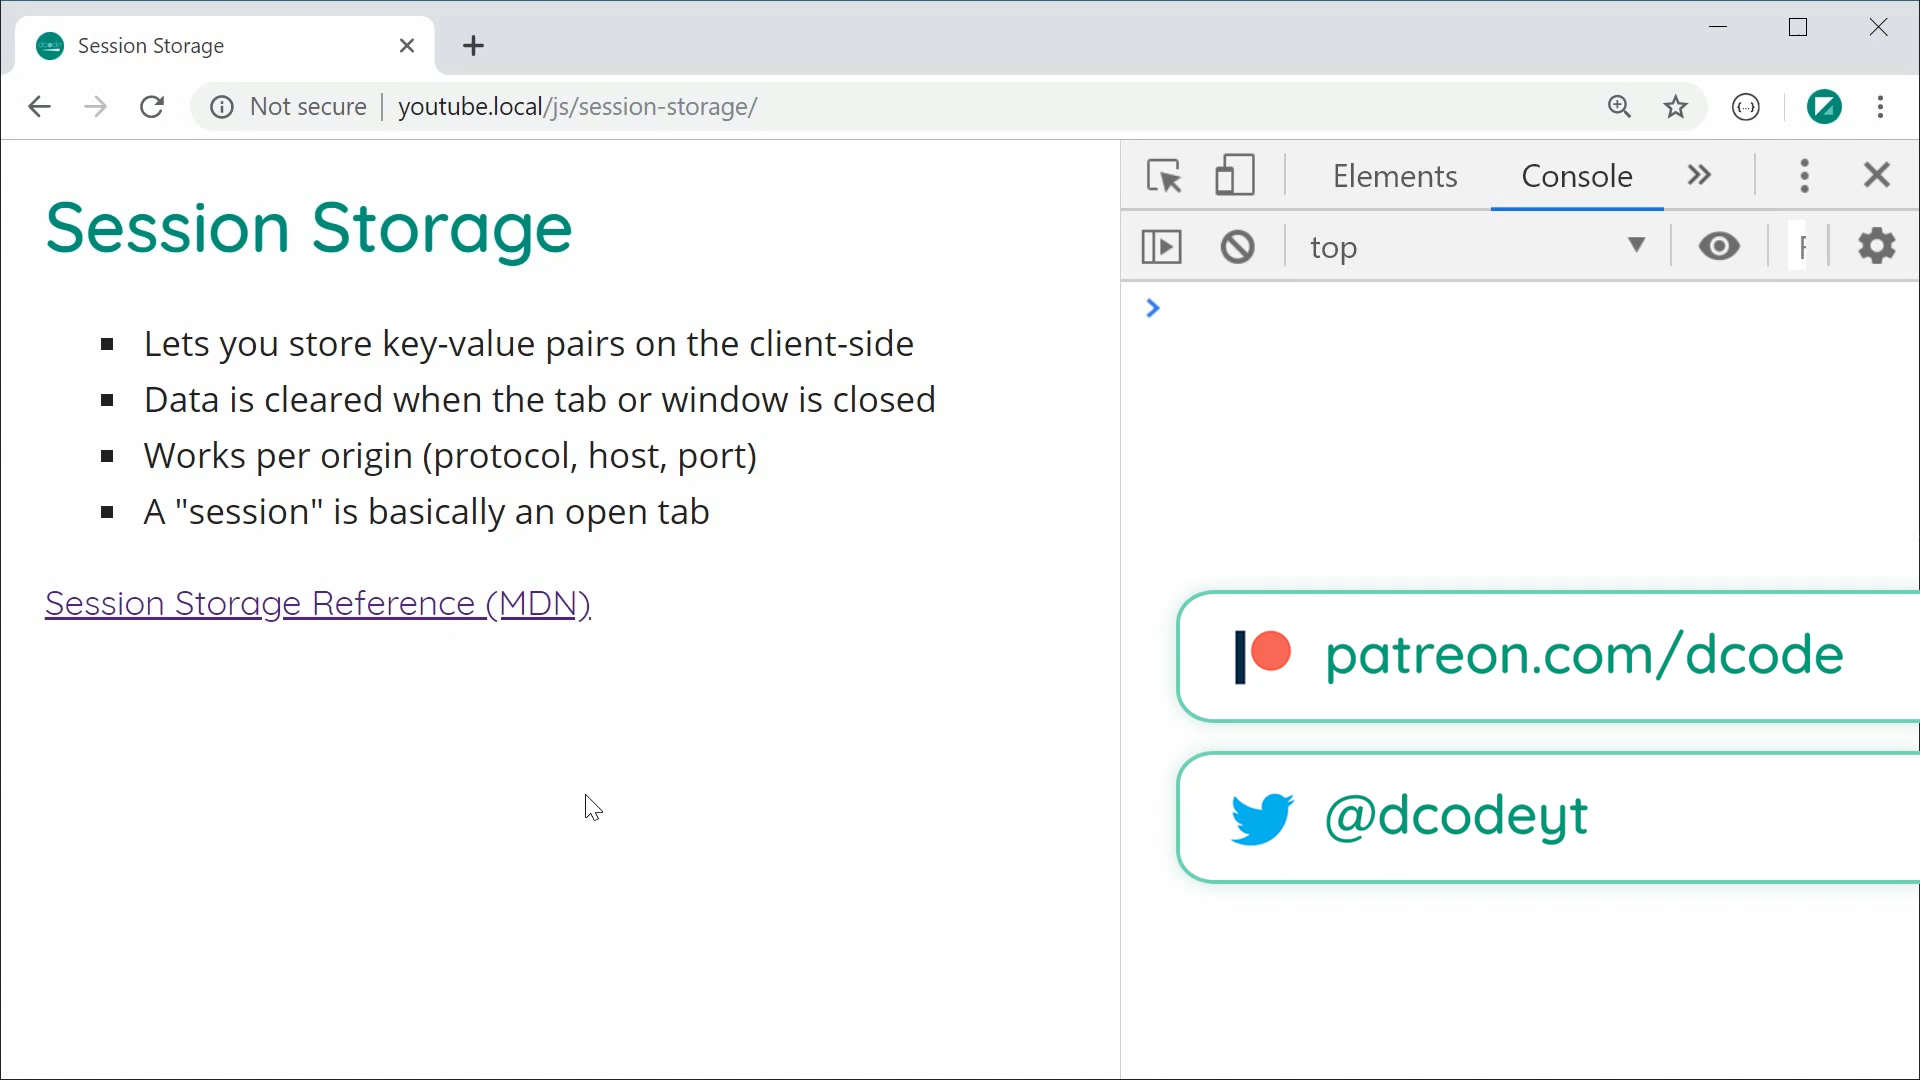 Session Storage
Not secure
youtube.local/js/session-storage/
Elements
Console
top
Session Storage
Lets you store key-value pairs on the client-side
Data is cleared when the tab or window is closed
Works per origin (protocol, host, port)
A "session" is basically an open tab
Session Storage Reference (MDN)
patreon.com/dcode
@dcodeyt